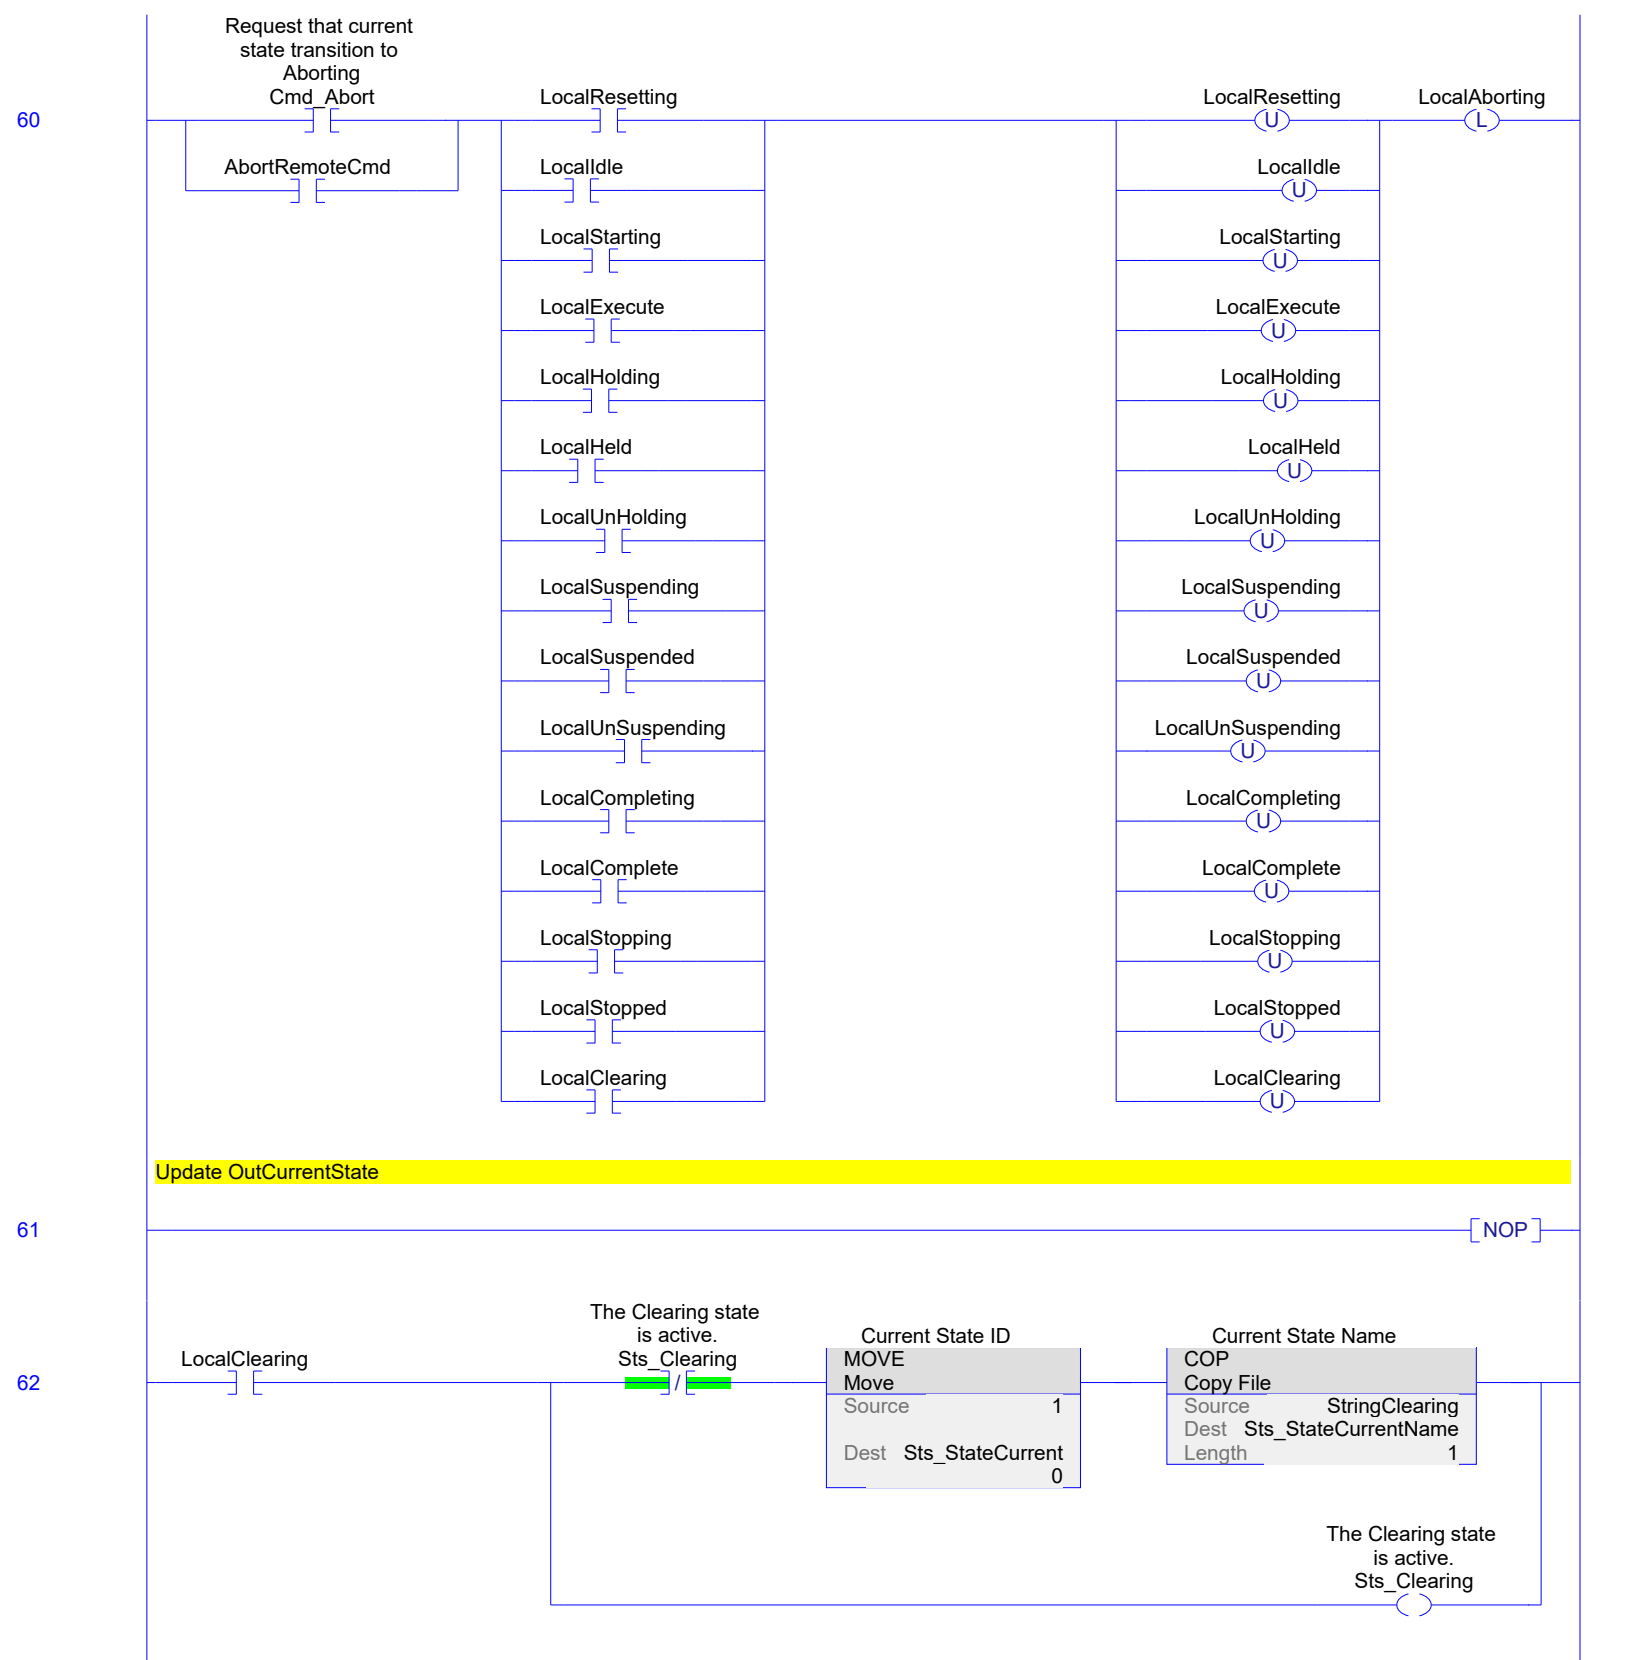 Request that current
state transition to
Aborting
Cmd_Abort
LocalResetting
LocalResetting
LocalAborting
60
U
L
AbortRemoteCmd
LocalIdle
LocalIdle
U
LocalStarting
LocalStarting
U
LocalExecute
LocalExecute
U
LocalHolding
LocalHolding
U
LocalHeld
LocalHeld
U
LocalUnHolding
LocalUnHolding
U
LocalSuspending
LocalSuspending
U
LocalSuspended
LocalSuspended
U
LocalUnSuspending
LocalUnSuspending
U
LocalCompleting
LocalCompleting
U
LocalComplete
LocalComplete
U
LocalStopping
LocalStopping
U
LocalStopped
LocalStopped
U
LocalClearing
LocalClearing
U
Update OutCurrentState
61
NOP
62
LocalClearing
The Clearing state
is active.
Sts_Clearing
/
Current State ID
MOVE
Move
Source 1
Dest Sts_StateCurrent
0
Current State Name
COP
Copy File
Source StringClearing
Dest Sts_StateCurrentName
Length 1
The Clearing state
is active.
Sts_Clearing